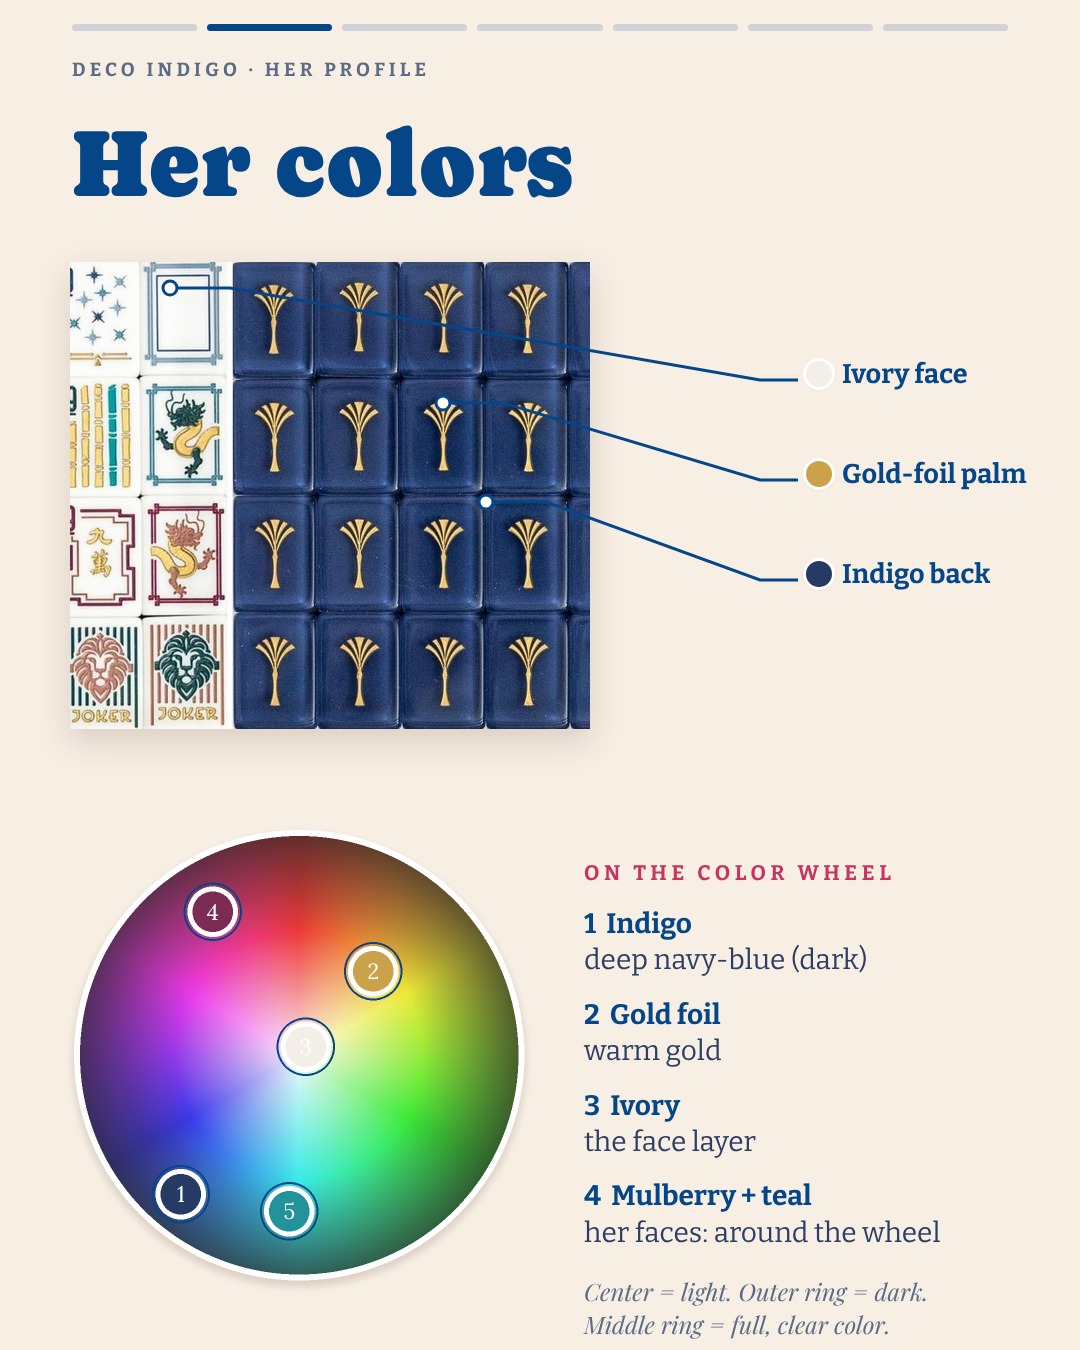 DECO INDIGO · HER PROFILE
Her colors
九
萬
JOKER
JOKER
Ivory face
Gold-foil palm
Indigo back
4
2
3
1
5
ON THE COLOR WHEEL
1 Indigo
deep navy-blue (dark)
2 Gold foil
warm gold
3 Ivory
the face layer
4 Mulberry + teal
her faces: around the wheel
Center = light. Outer ring = dark.
Middle ring = full, clear color.